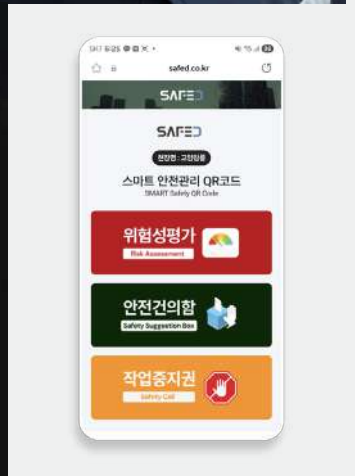 safed.co.kr
SAFED
SAFED
스마트 안전관리 QR코드
SMART Safety QR Code
위험성평가
Risk Assessment
안전건의함
Safety Suggestion Box
작업중지권
Safety Call